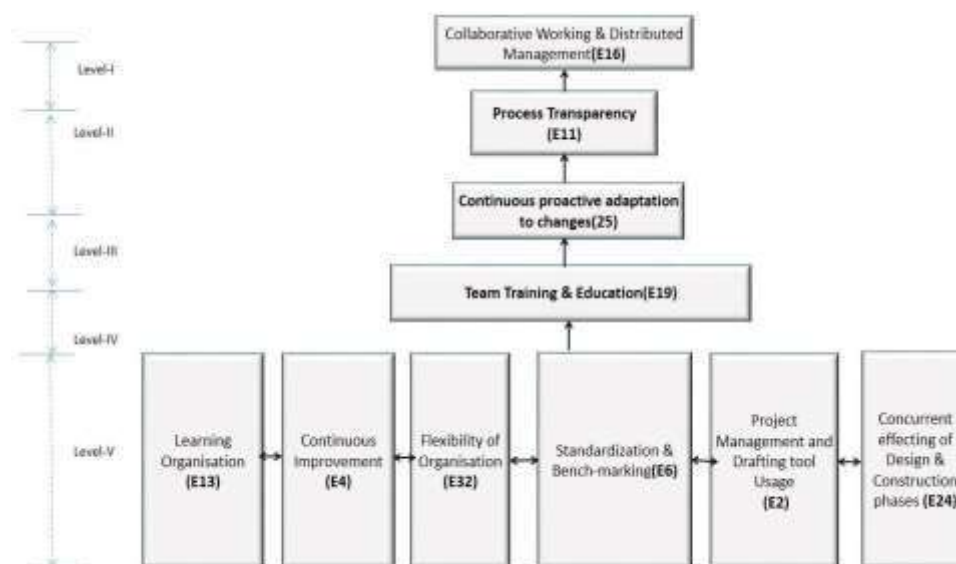 Collaborative Working & Distributed
Management(E16)
Level-I
Process Transparency
(E11)
Level-II
Continuous proactive adaptation
to changes(25)
Level-III
Team Training & Education(E19)
Level-IV
Level-V
Learning
Organisation
(E13)
Continuous
Improvement
(E4)
Flexibility of
Organisation
(E32)
Standardization &
Bench-marking(E6)
Project
Management and
Drafting tool
Usage
(E2)
Concurrent
effecting of
Design &
Construction
phases (E24)